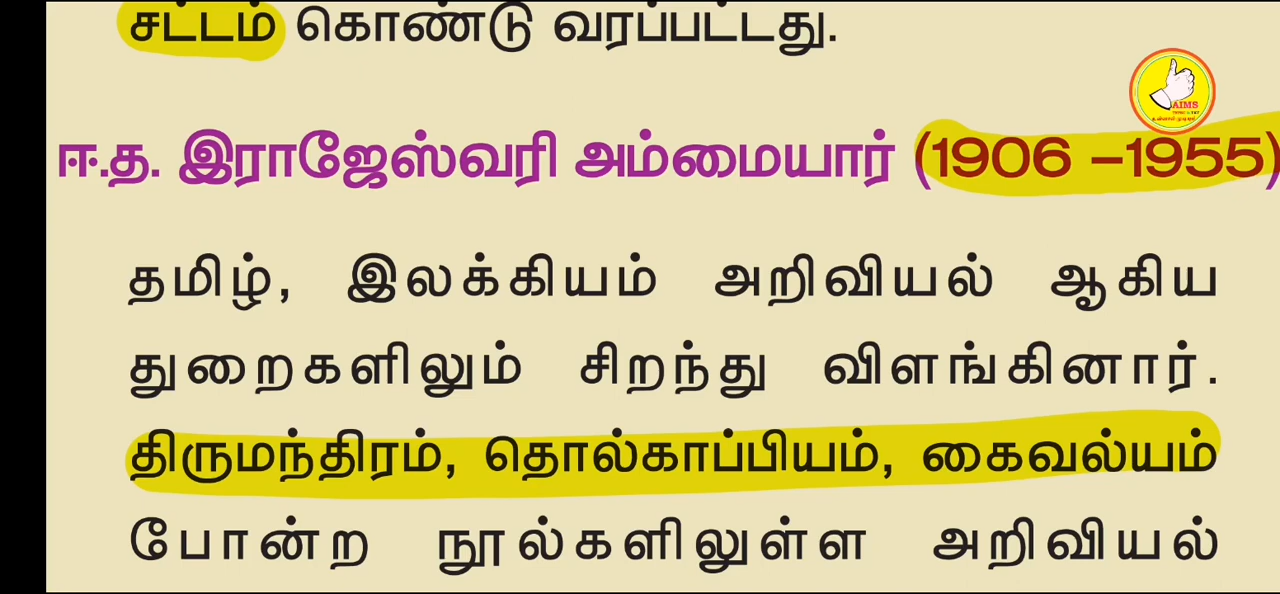 சட்டம் கொண்டு வரப்பட்டது.
AIMS
ஈ.த. இராஜேஸ்வரி அம்மையார் (1906 –1955)
தமிழ், இலக்கியம் அறிவியல் ஆகிய
துறைகளிலும் சிறந்து விளங்கினார்.
திருமந்திரம், தொல்காப்பியம், கைவல்யம்
போன்ற நூல்களிலுள்ள அறிவியல்